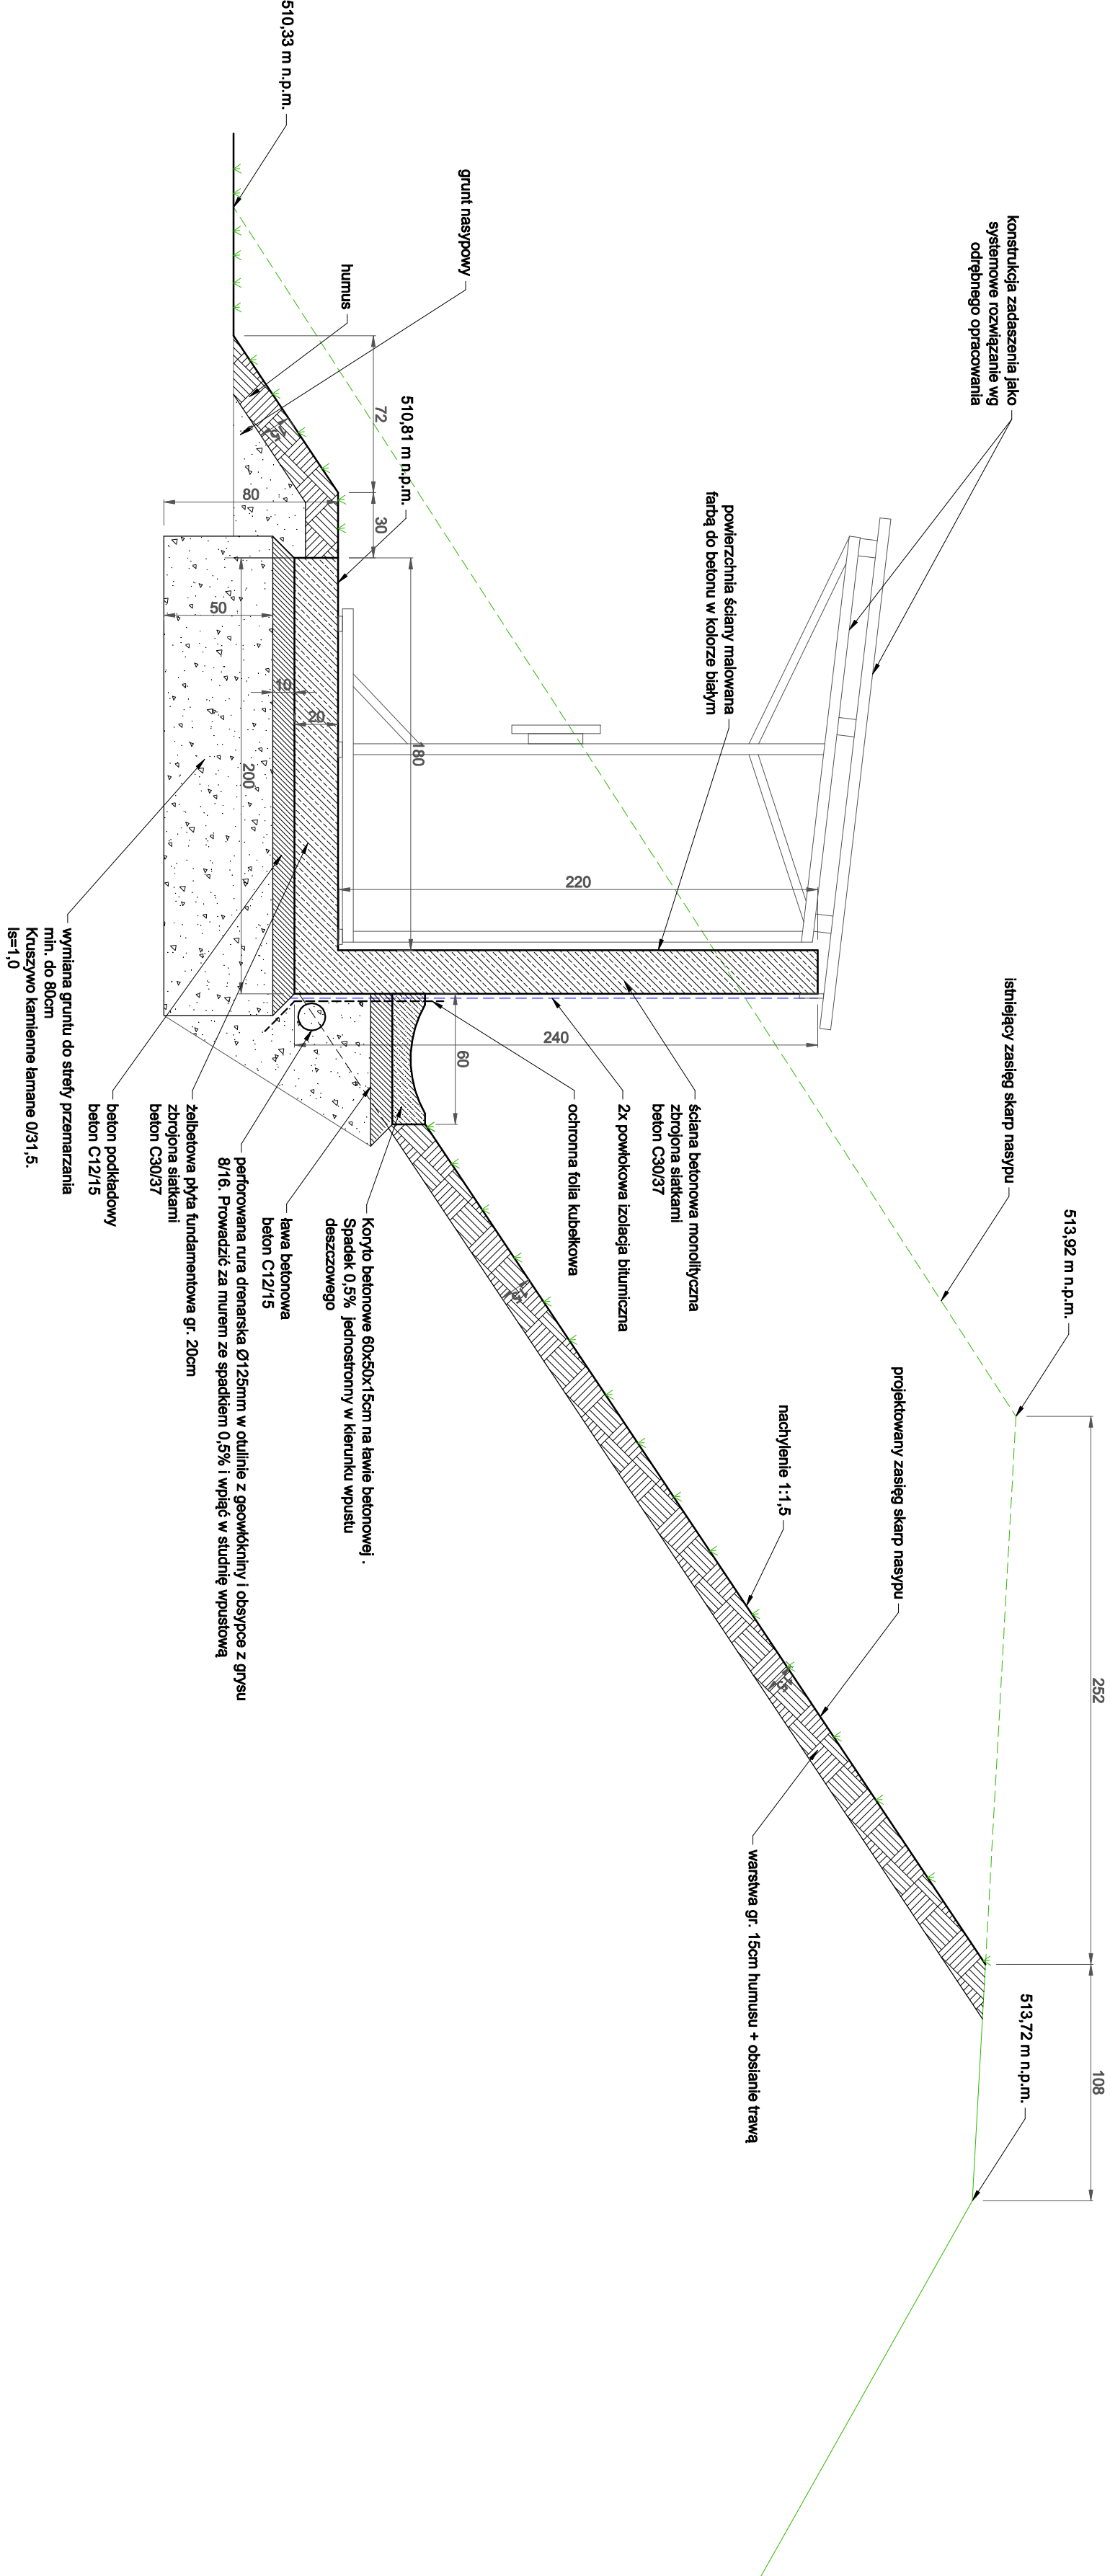 513,92 m n.p.m.
252
108
513,72 m n.p.m.
konstrukcja zadaszenia jako
systemowe rozwiązanie wg
odrębnego opracowania
istniejący zasięg skarp nasypu
projektowany zasięg skarp nasypu
nachylenie 1:1,5
15
warstwa gr. 15cm humusu + obsianie trawą
powierzchnia ściany malowana
farbą do betonu w kolorze białym
220
240
ściana betonowa monolityczna
zbrojona siatkami
beton C30/37
2x powłokowa izolacja bitumiczna
ochronna folia kubełkowa
15
grunt nasypowy
60
humus
510,81 m n.p.m.
180
72
30
Koryto betonowe 60x50x15cm na ławie betonowej .
Spadek 0,5% jednostronny w kierunku wpustu
deszczowego
510,33 m n.p.m.
15
20
10
ława betonowa
beton C12/15
80
50
200
perforowana rura drenarska Ø125mm w otulinie z geowłókniny i obsypce z grysu
8/16. Prowadzić za murem ze spadkiem 0,5% i wpiąć w studnię wpustową
żelbetowa płyta fundamentowa gr. 20cm
zbrojona siatkami
beton C30/37
beton podkładowy
beton C12/15
wymiana gruntu do strefy przemarzania
min. do 80cm
Kruszywo kamienne łamane 0/31,5.
Is=1,0